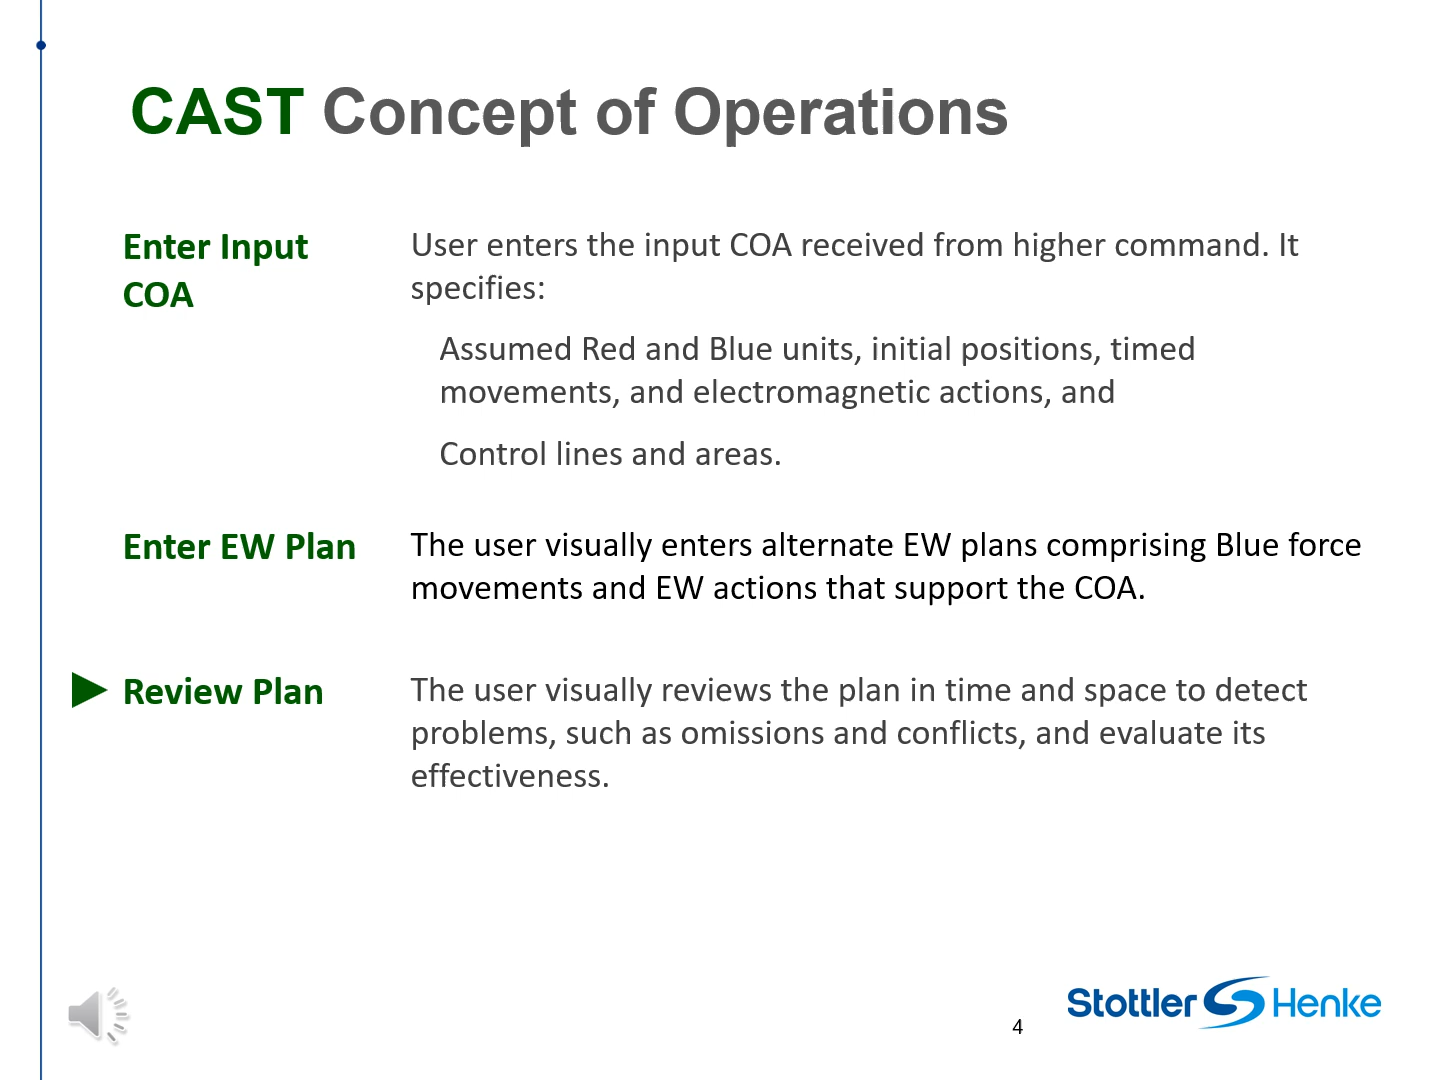 CAST Concept of Operations
Enter Input
COA
User enters the input COA received from higher command. It
specifies:
Assumed Red and Blue units, initial positions, timed
movements, and electromagnetic actions, and
Control lines and areas.
Enter EW Plan
The user visually enters alternate EW plans comprising Blue force
movements and EW actions that support the COA.
Review Plan
The user visually reviews the plan in time and space to detect
problems, such as omissions and conflicts, and evaluate its
effectiveness.
4
Stottler Henke